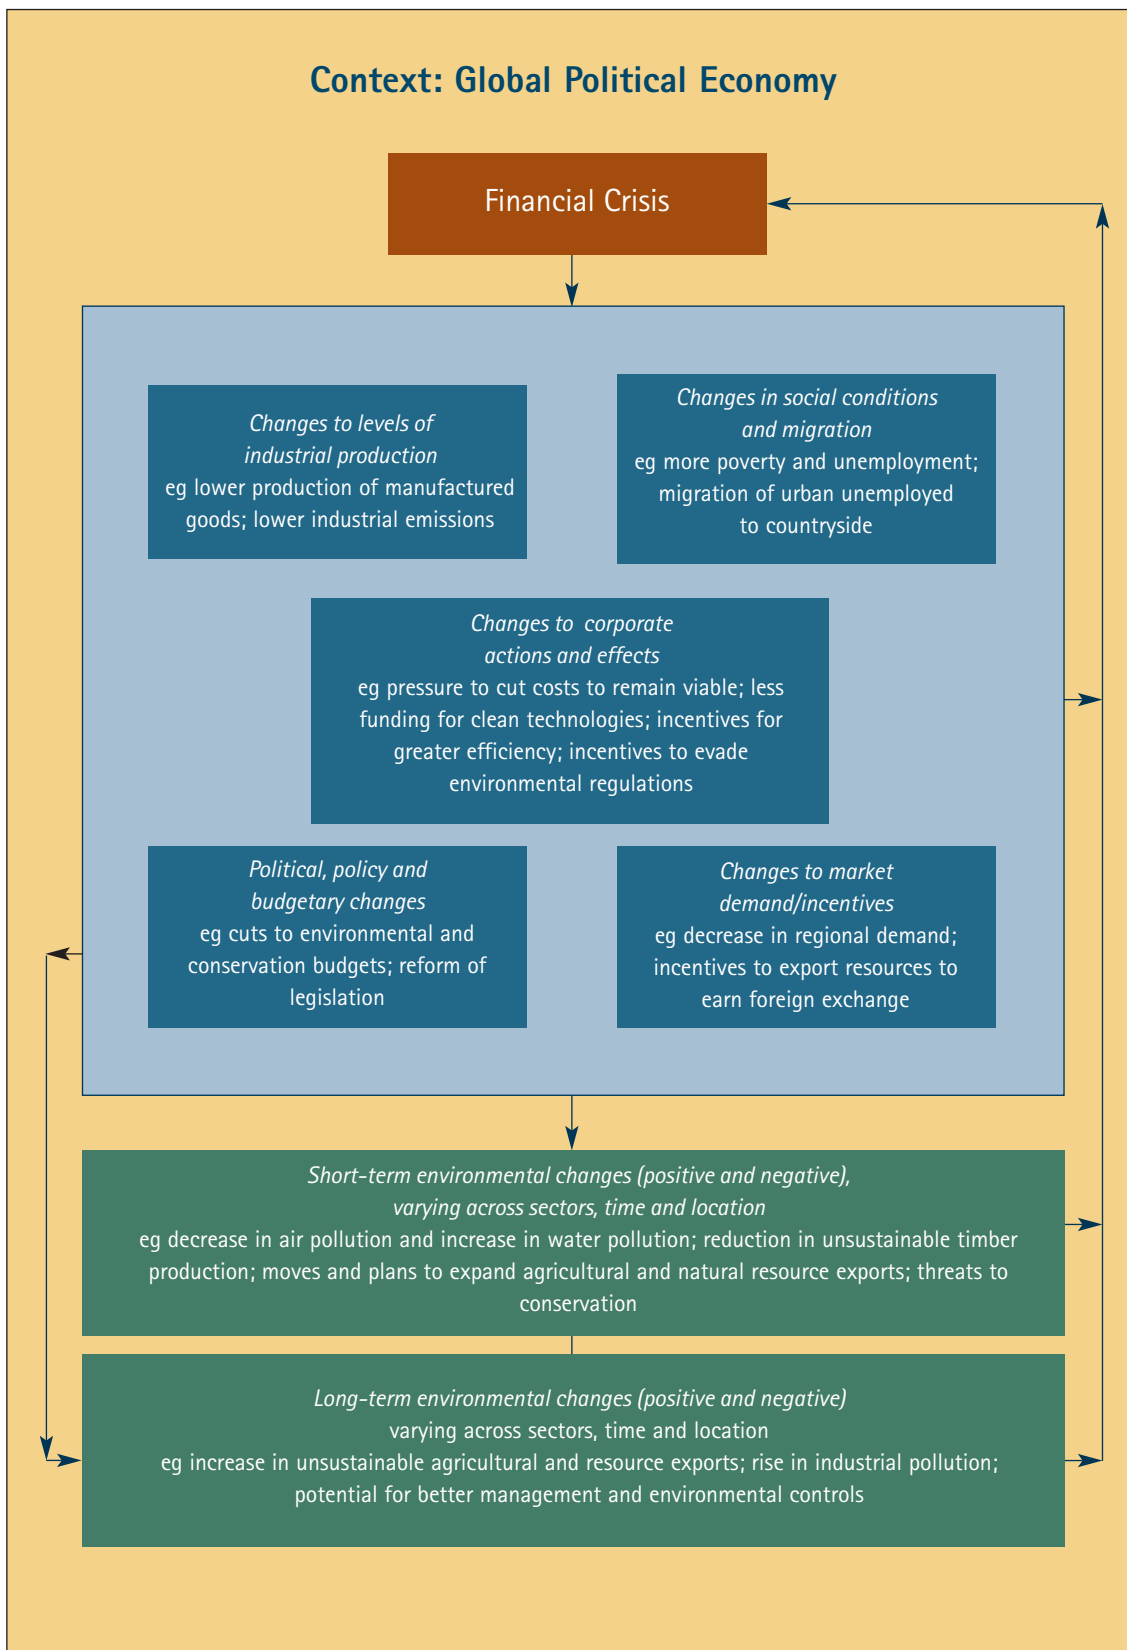 Context: Global Political Economy
Financial Crisis
Changes to levels of
industrial production
eg lower production of manufactured
goods; lower industrial emissions
Changes in social conditions
and migration
eg more poverty and unemployment;
migration of urban unemployed
to countryside
Changes to corporate
actions and effects
eg pressure to cut costs to remain viable; less
funding for clean technologies; incentives for
greater efficiency; incentives to evade
environmental regulations
Political, policy and
budgetary changes
eg cuts to environmental and
conservation budgets; reform of
legislation
Changes to market
demand/incentives
eg decrease in regional demand;
incentives to export resources to
earn foreign exchange
Short-term environmental changes (positive and negative),
varying across sectors, time and location
eg decrease in air pollution and increase in water pollution; reduction in unsustainable timber
production; moves and plans to expand agricultural and natural resource exports; threats to
conservation
Long-term environmental changes (positive and negative)
varying across sectors, time and location
eg increase in unsustainable agricultural and resource exports; rise in industrial pollution;
potential for better management and environmental controls